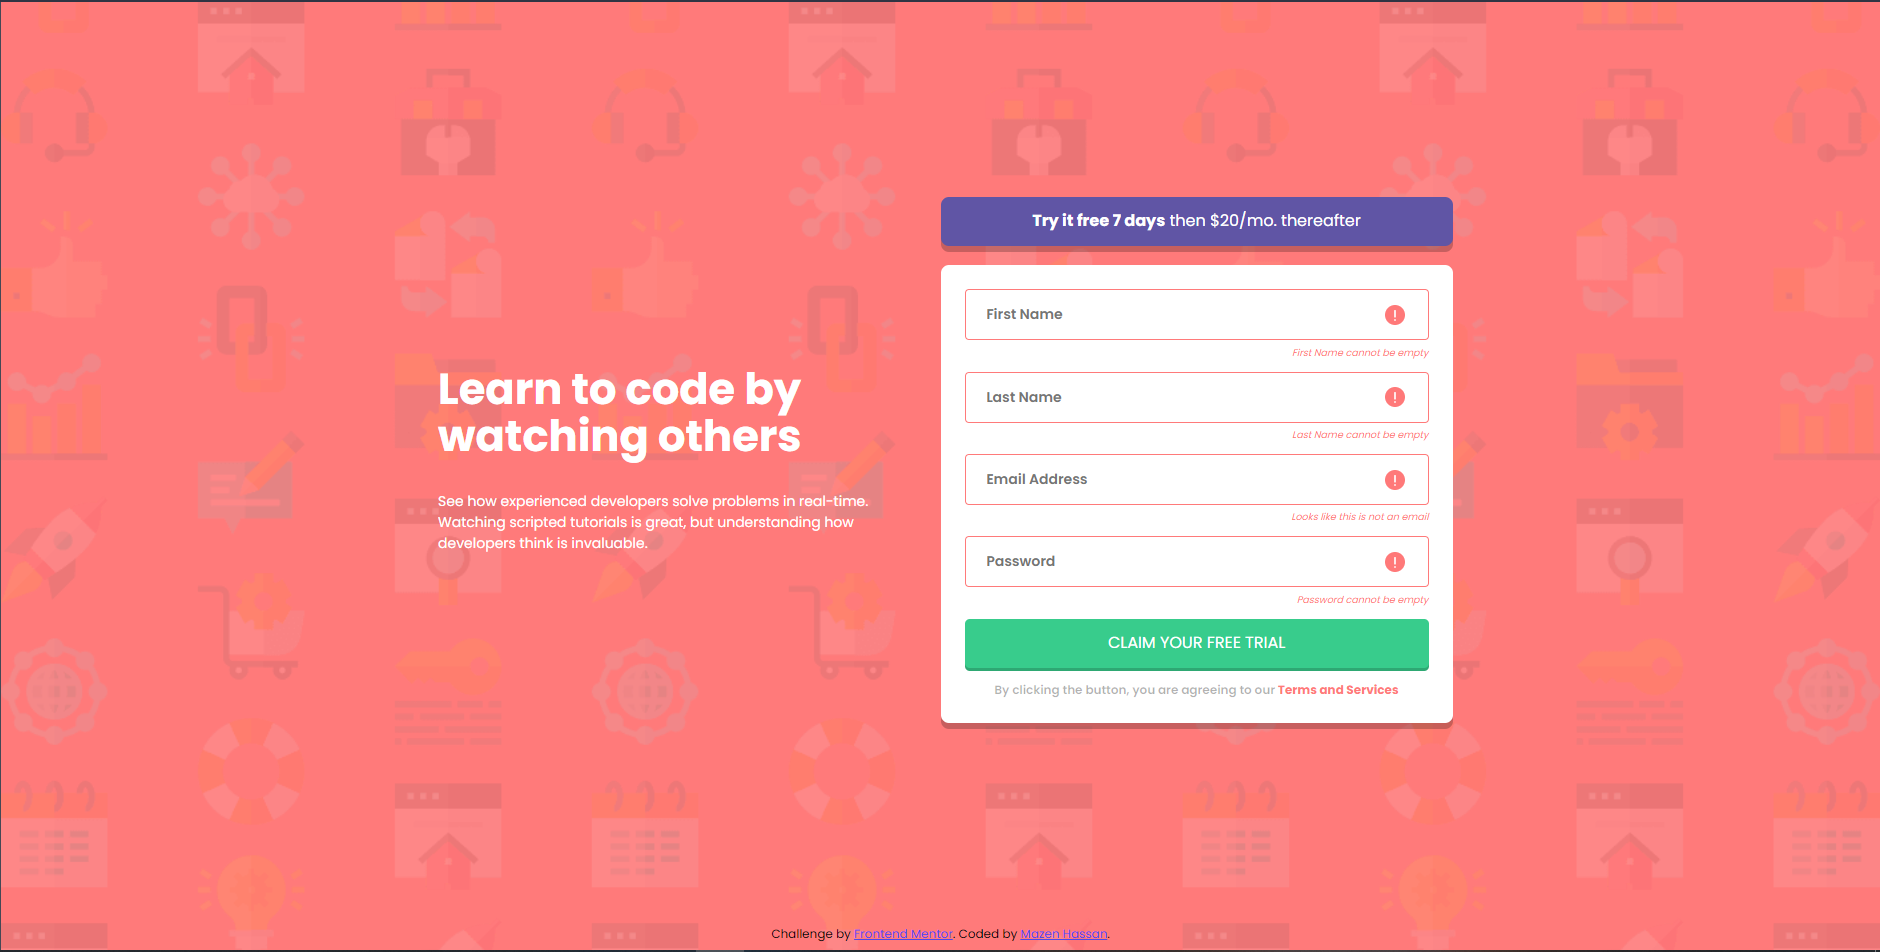 Learn to code by
watching others
See how experienced developers solve problems in real-time.
Watching scripted tutorials is great, but understanding how
developers think is invaluable.
Try it free 7 days then $20/mo. thereafter
First Name
First Name cannot be empty
Last Name
Last Name cannot be empty
Email Address
Looks like this is not an email
Password
Password cannot be empty
CLAIM YOUR FREE TRIAL
By clicking the button, you are agreeing to our Terms and Services
Challenge by Frontend Mentor. Coded by Mazen Hassan.